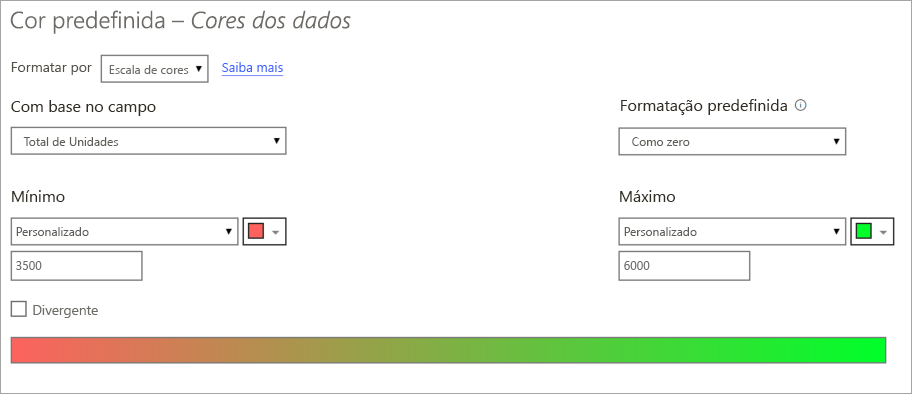 Cor predefinida – Cores dos dados
Formatar por Escala de cores Saiba mais
Com base no campo Formatação predefinida
Total de Unidades Como zero
Mínimo Máximo
Personalizado Personalizado
3500 6000
Divergente